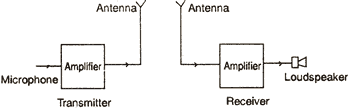 Antenna Antenna
Amplifier Amplifier
Microphone Loudspeaker
Transmitter Receiver